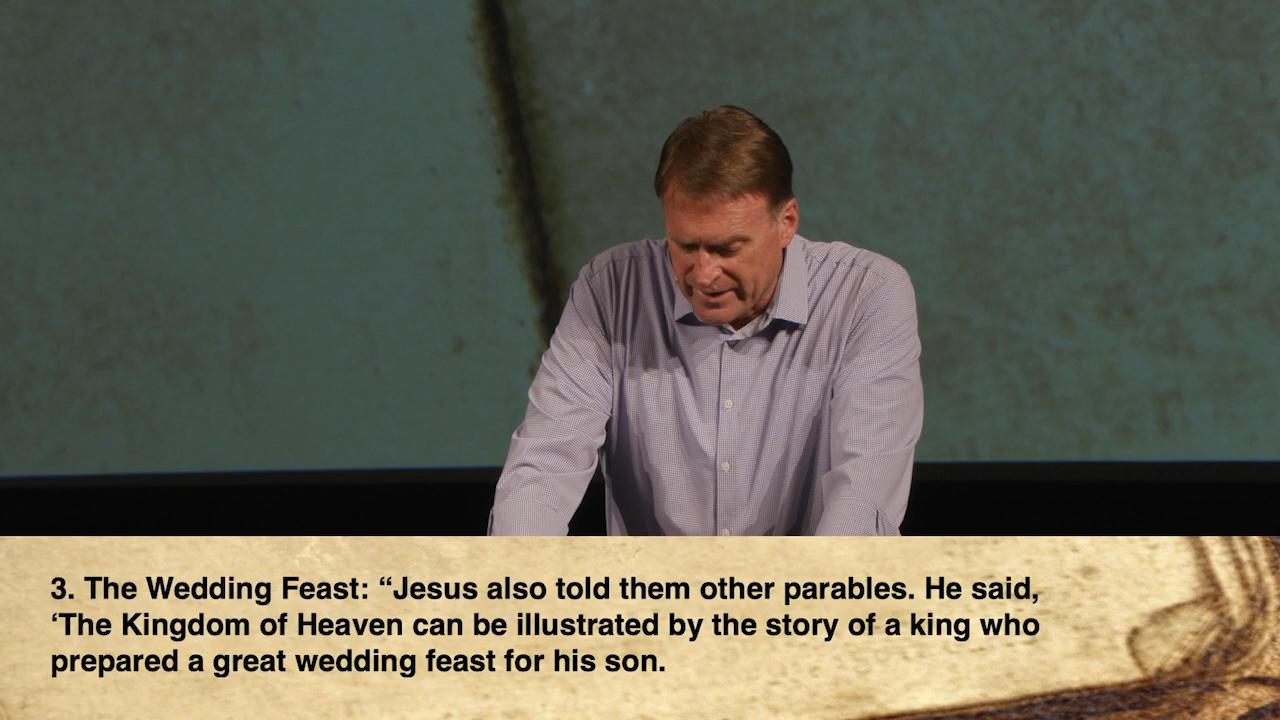 3. The Wedding Feast: “Jesus also told them other parables. He said,
‘The Kingdom of Heaven can be illustrated by the story of a king who
prepared a great wedding feast for his son.